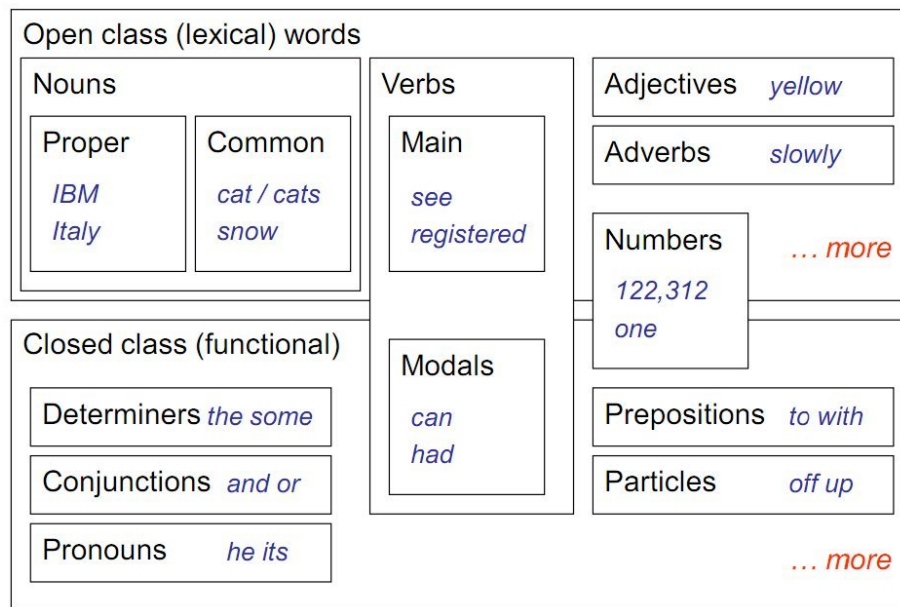 Open class (lexical) words
Nouns
Proper
IBM
Italy
Common
cat / cats
snow
Verbs
Main
see
registered
Adjectives yellow
Adverbs slowly
Numbers
122,312
one
… more
Closed class (functional)
Determiners the some
Conjunctions and or
Pronouns he its
Modals
can
had
Prepositions to with
Particles off up
… more